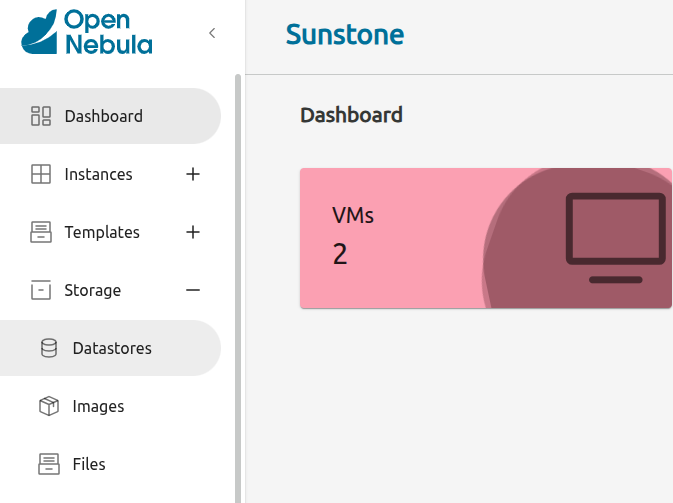 Open
Nebula
Sunstone
Dashboard
Instances
Templates
Storage
Datastores
Images
Files
Dashboard
VMs
2